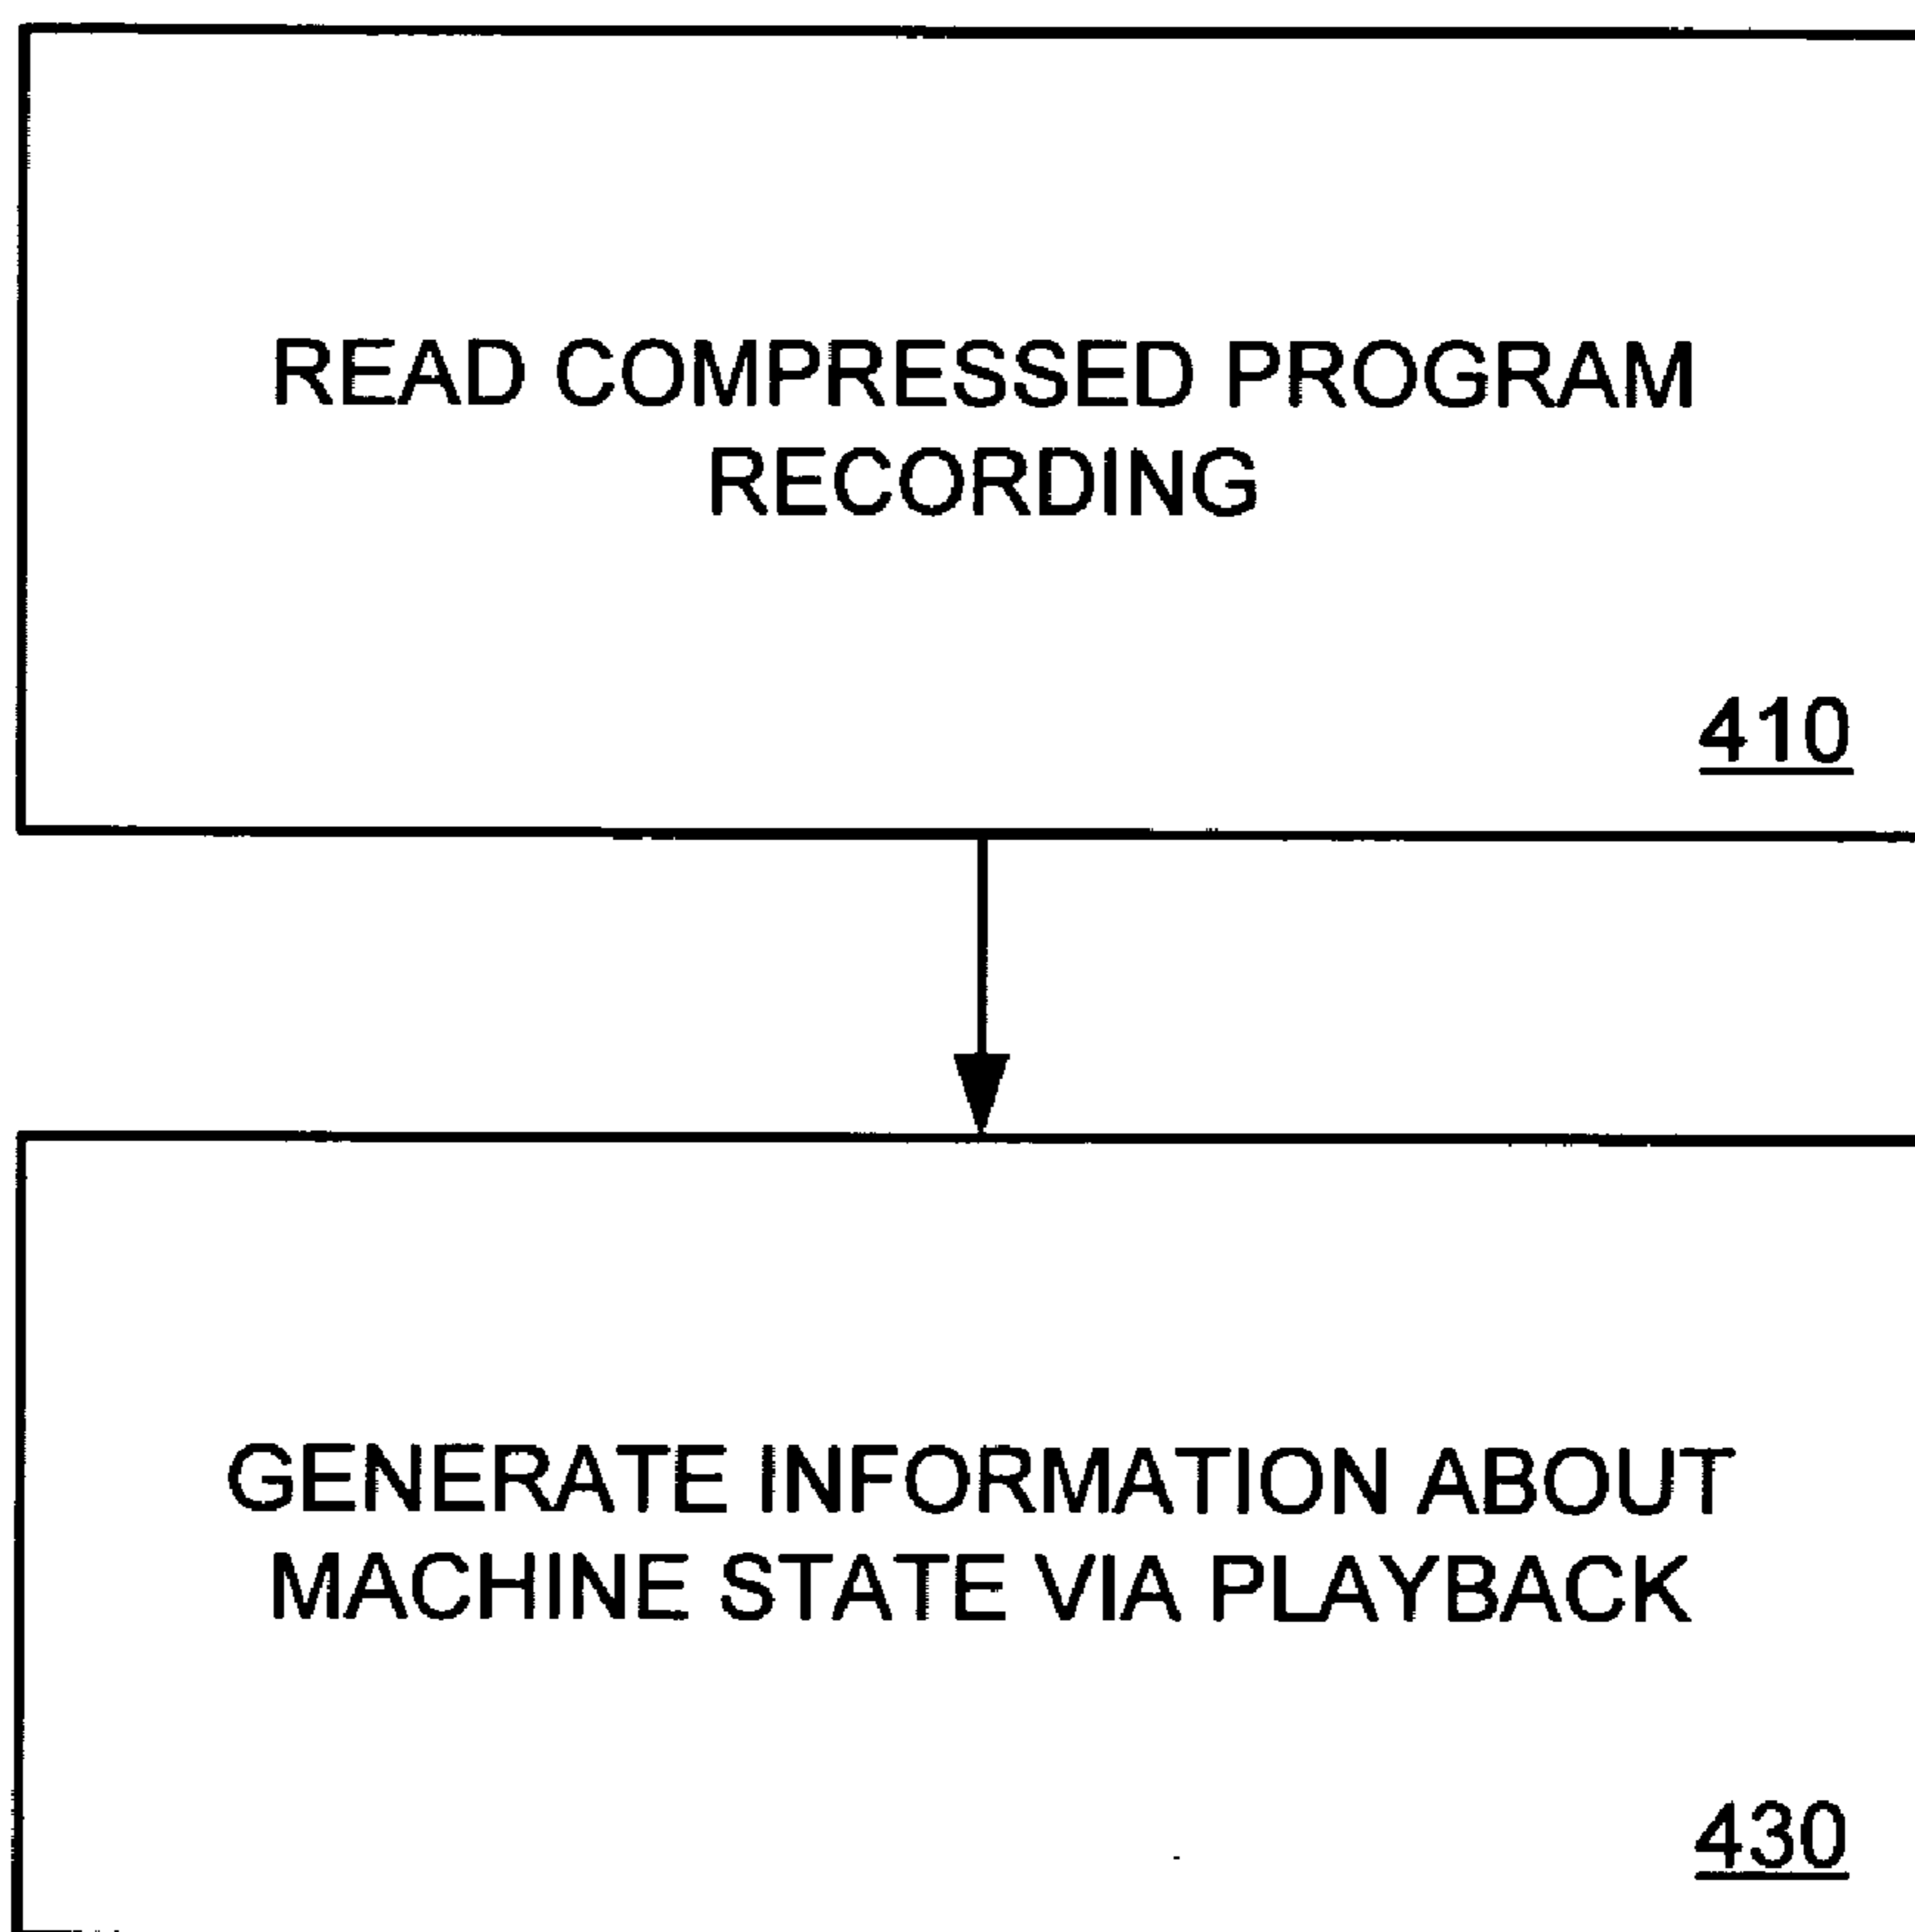 READ COMPRESSED PROGRAM
RECORDING
410
GENERATE INFORMATION ABOUT
MACHINE STATE VIA PLAYBACK
430